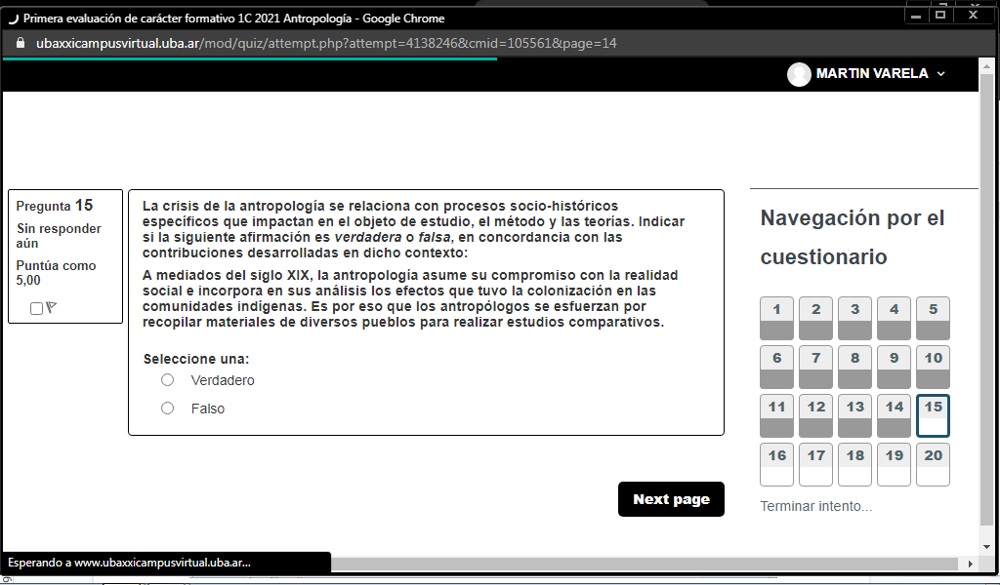 Primera evaluación de carácter formativo 1C 2021 Antropología - Google Chrome
ubaxxicampusvirtual.uba.ar/mod/quiz/attempt.php?attempt=4138246&cmid=105561&page=14
MARTIN VARELA
Pregunta 15
Sin responder
aún
Puntúa como
5,00
La crisis de la antropología se relaciona con procesos socio-históricos
específicos que impactan en el objeto de estudio, el método y las teorías. Indicar
si la siguiente afirmación es verdadera o falsa, en concordancia con las
contribuciones desarrolladas en dicho contexto:
A mediados del siglo XIX, la antropología asume su compromiso con la realidad
social e incorpora en sus análisis los efectos que tuvo la colonización en las
comunidades indígenas. Es por eso que los antropólogos se esfuerzan por
recopilar materiales de diversos pueblos para realizar estudios comparativos.
Seleccione una:
Verdadero
Falso
Next page
Navegación por el
cuestionario
1 2 3 4 5
6 7 8 9 10
11 12 13 14 15
16 17 18 19 20
Terminar intento...
Esperando a www.ubaxxicampusvirtual.uba.ar...